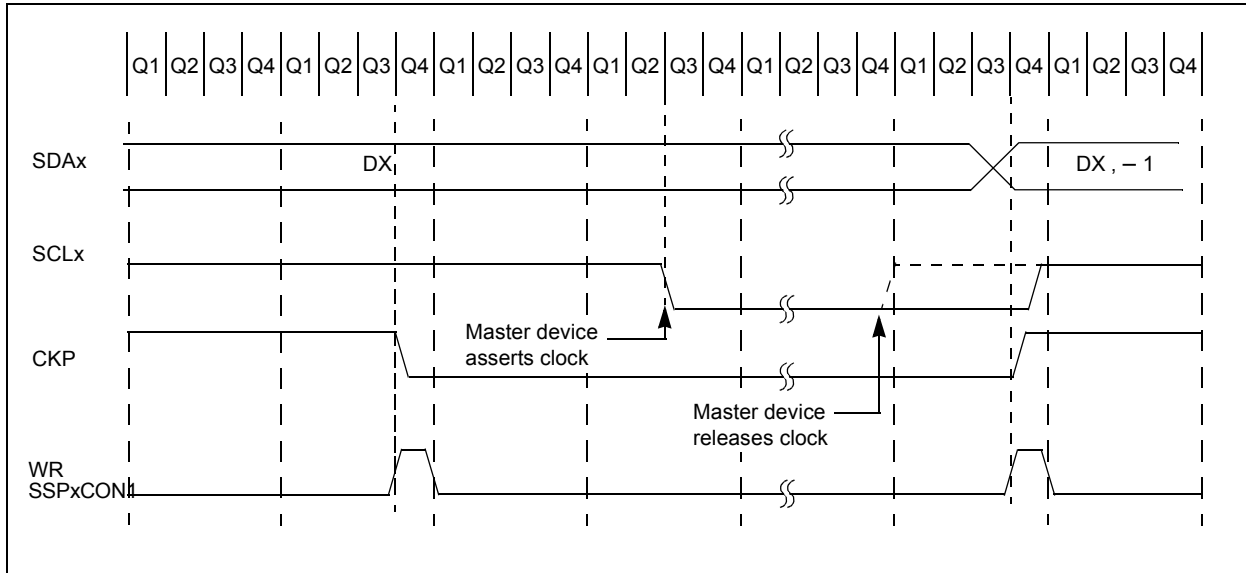 Q1 Q2 Q3 Q4 Q1 Q2 Q3 Q4 Q1 Q2 Q3 Q4 Q1 Q2 Q3 Q4 Q1 Q2 Q3 Q4 Q1 Q2 Q3 Q4 Q1 Q2 Q3 Q4
SDAx
DX
DX , – 1
SCLx
Master device
asserts clock
CKP
Master device
releases clock
WR
SSPxCON1